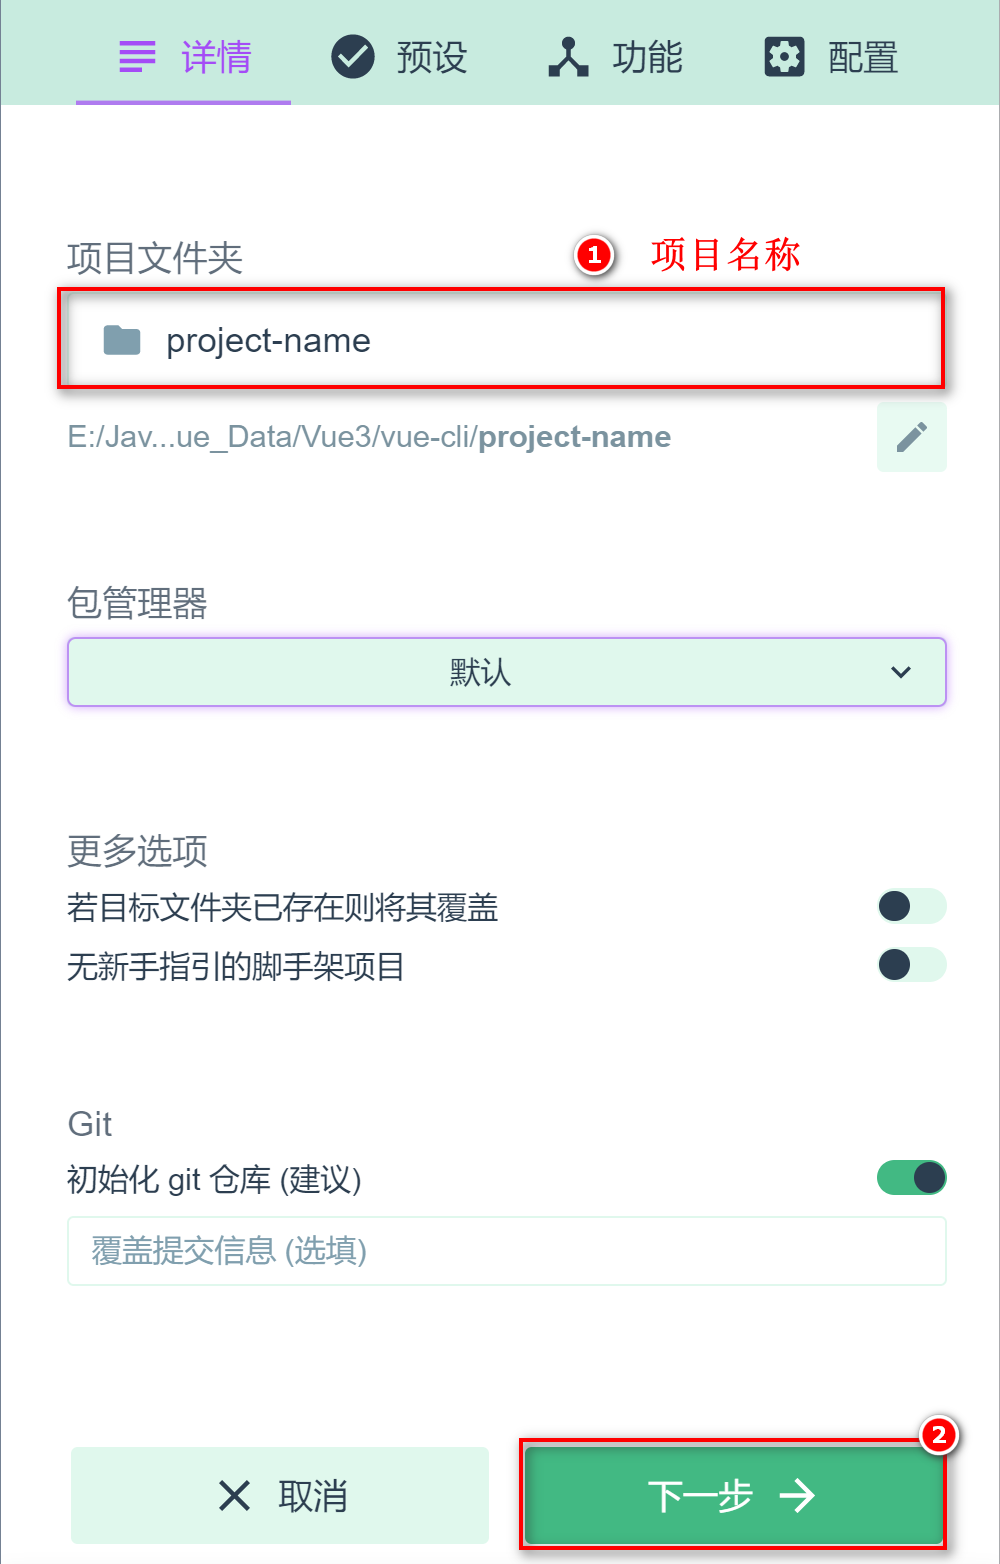 详情 预设 功能 配置
项目文件夹 1 项目名称
project-name
E:/Jav...ue_Data/Vue3/vue-cli/project-name
包管理器
默认
更多选项
若目标文件夹已存在则将其覆盖
无新手指引的脚手架项目
Git
初始化 git 仓库 (建议)
覆盖提交信息 (选填)
2
取消 下一步